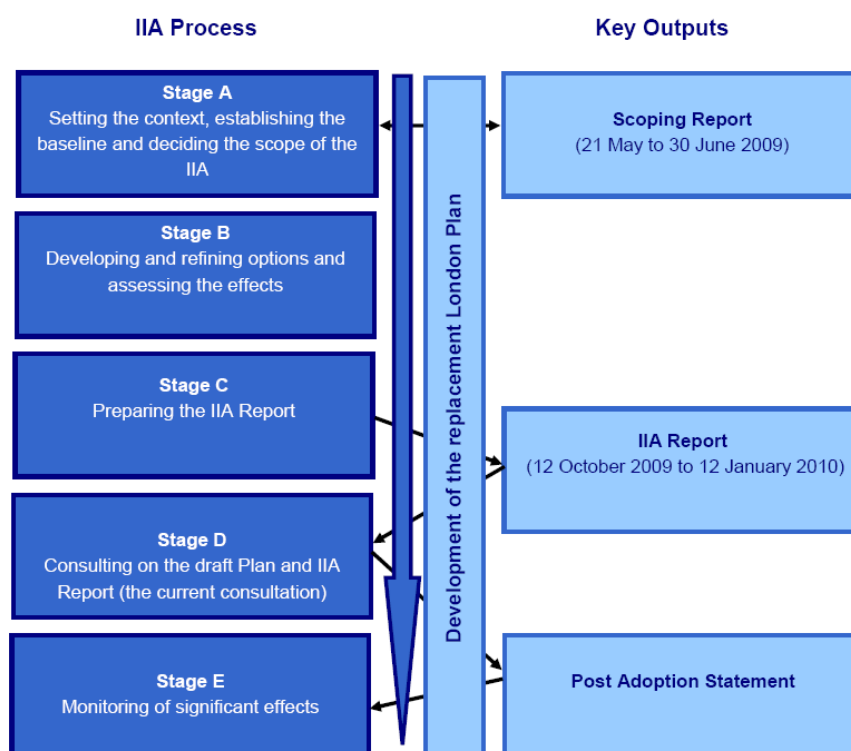 IIA Process
Key Outputs
Stage A
Setting the context, establishing the
baseline and deciding the scope of the
IIA
Stage B
Developing and refining options and
assessing the effects
Stage C
Preparing the IIA Report
Stage D
Consulting on the draft Plan and IIA
Report (the current consultation)
Stage E
Monitoring of significant effects
Development of the replacement London Plan
Scoping Report
(21 May to 30 June 2009)
IIA Report
(12 October 2009 to 12 January 2010)
Post Adoption Statement